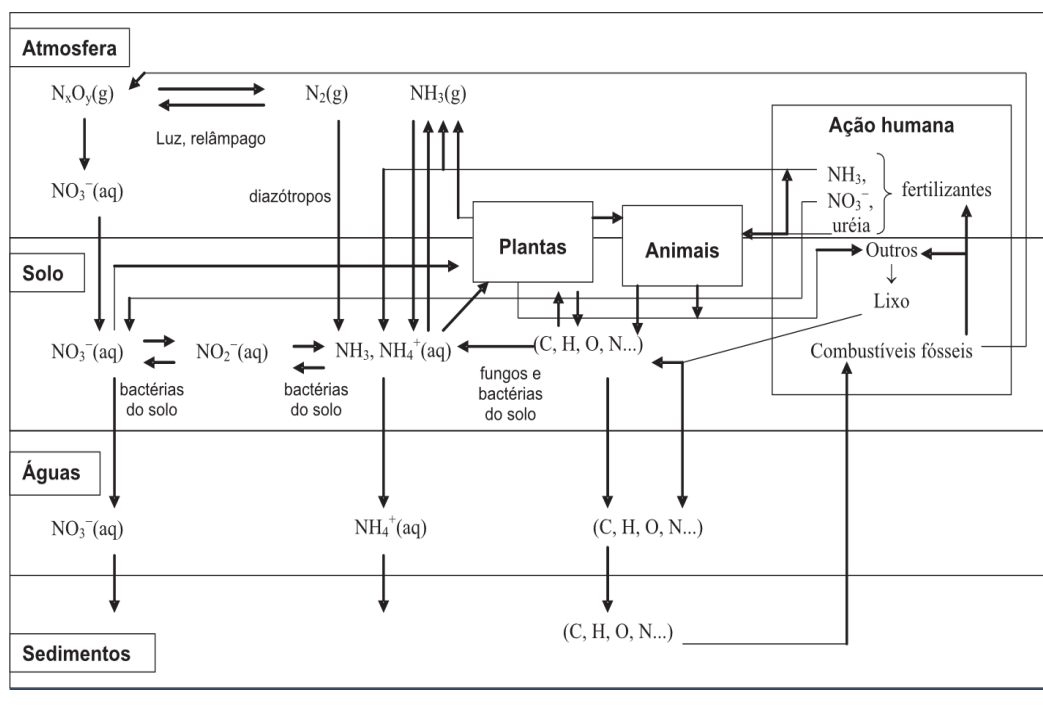 Atmosfera
NₓOᵧ(g)
N₂(g)
NH₃(g)
Luz, relâmpago
Ação humana
NH₃,
NO₃⁻,
uréia
fertilizantes
NO₃⁻(aq)
diazótropos
Plantas
Animais
Outros
Lixo
Solo
NO₃⁻(aq)
NO₂⁻(aq)
NH₃, NH₄⁺(aq)
(C, H, O, N...)
Combustíveis fósseis
bactérias
do solo
bactérias
do solo
fungos e
bactérias
do solo
Águas
NO₃⁻(aq)
NH₄⁺(aq)
(C, H, O, N...)
(C, H, O, N...)
Sedimentos